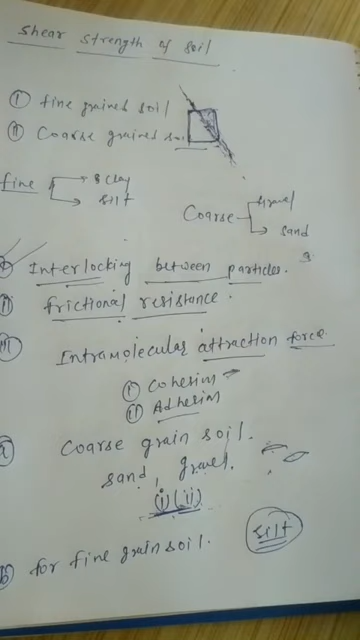 Shear strength of soil
(I) fine grained soil
(II) Coarse grained soil
fine → clay
→ silt
Coarse gravel
→ sand
(I) Interlocking between particles.
(II) frictional resistance.
(III) Intramolecular attraction force
(I) Cohesion
(II) Adhesion
(a) Coarse grain soil.
sand, gravel.
(i) (ii)
silt
(b) for fine grain soil.